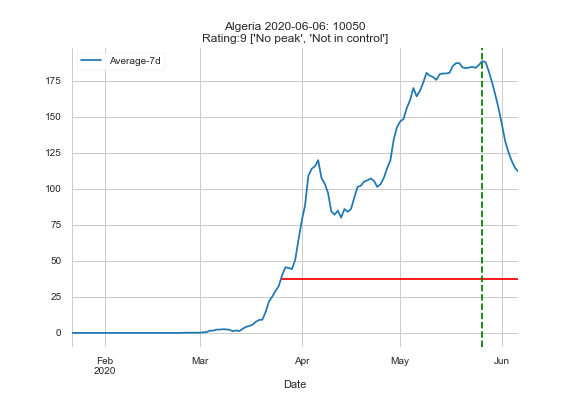 Algeria 2020-06-06: 10050
Rating:9 ['No peak', 'Not in control']
Average-7d
175
150
125
100
75
50
25
0
Feb
2020
Mar
Apr
May
Jun
Date